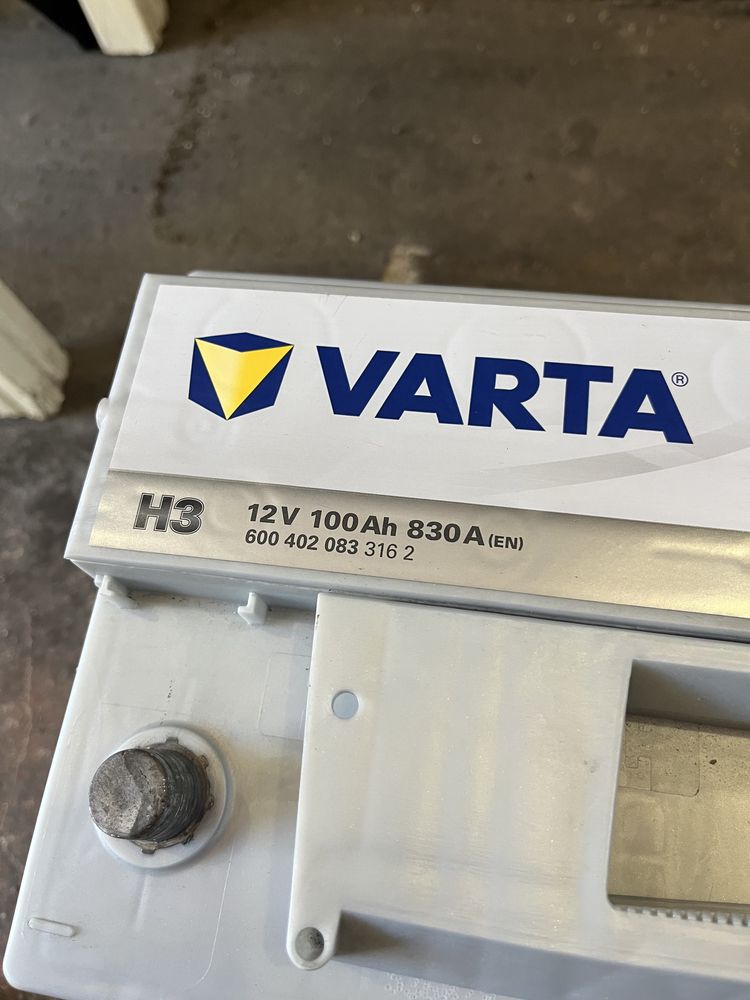 VARTA®
H3
12V 100Ah 830A (EN)
600 402 083 316 2